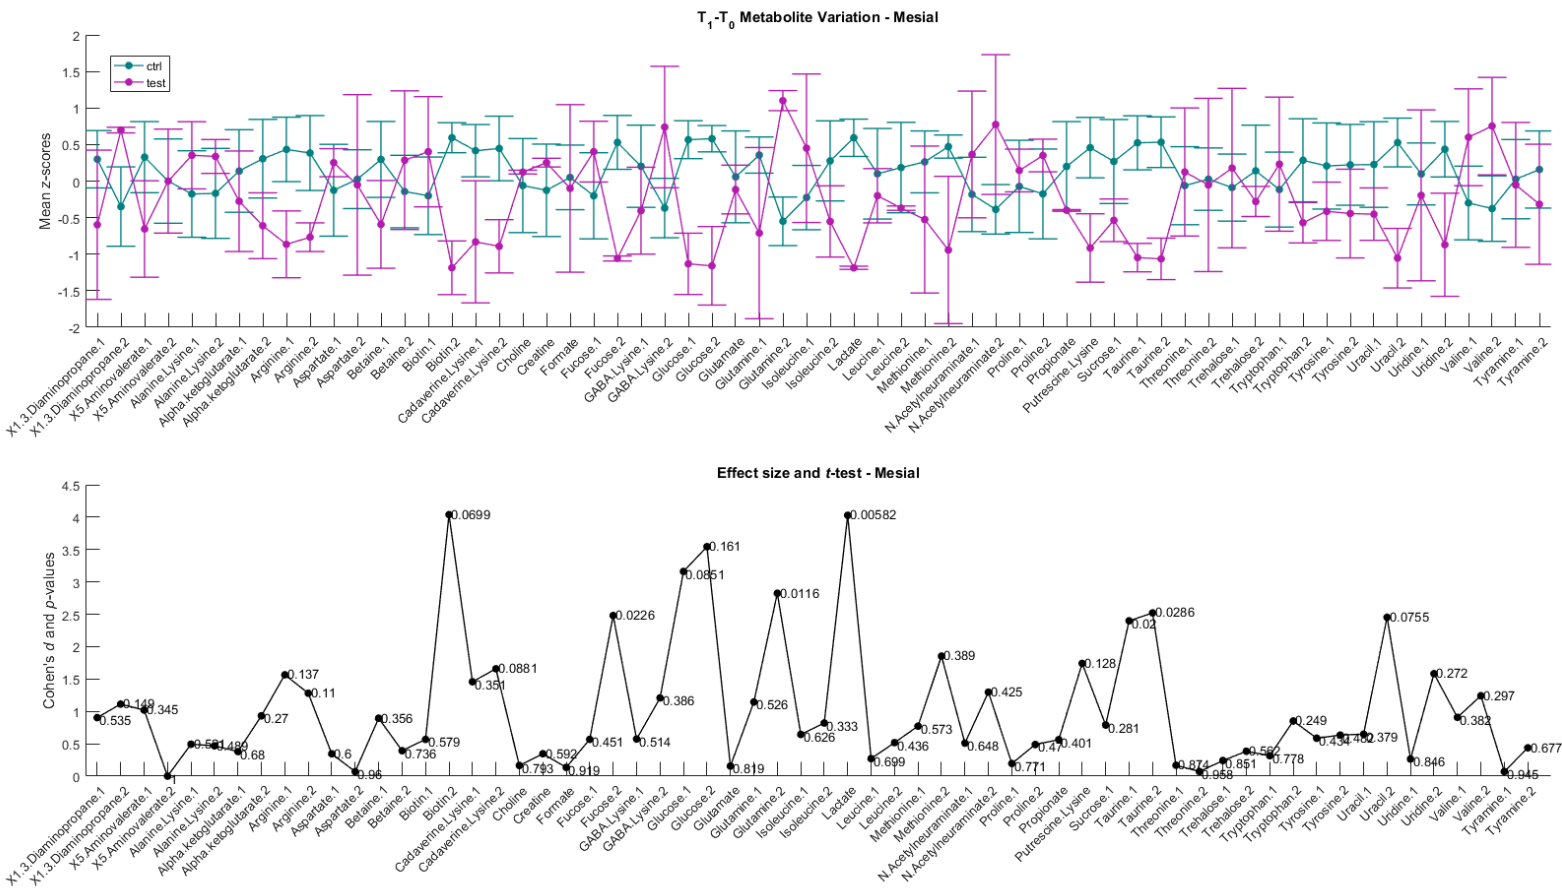 T1-T0 Metabolite Variation - Mesial
Mean z-scores
2
1.5
1
0.5
0
-0.5
-1
-1.5
-2
ctrl
test
X1.3.Diaminopropane.1
X1.3.Diaminopropane.2
X5.Aminovalerate.1
X5.Aminovalerate.2
Alanine.Lysine.1
Alanine.Lysine.2
Alpha.ketoglutarate.1
Alpha.ketoglutarate.2
Arginine.1
Arginine.2
Aspartate.1
Aspartate.2
Betaine.1
Betaine.2
Biotin.1
Biotin.2
Cadaverine.Lysine.1
Cadaverine.Lysine.2
Choline
Creatine
Formate
Fucose.1
Fucose.2
GABA.Lysine.1
GABA.Lysine.2
Glucose.1
Glucose.2
Glutamate
Glutamine.1
Glutamine.2
Isoleucine.1
Isoleucine.2
Lactate
Leucine.1
Leucine.2
Methionine.1
Methionine.2
N.Acetylneuraminate.1
N.Acetylneuraminate.2
Proline.1
Proline.2
Propionate
Putrescine.Lysine
Sucrose.1
Taurine.1
Taurine.2
Threonine.1
Threonine.2
Trehalose.1
Trehalose.2
Tryptophan.1
Tryptophan.2
Tyrosine.1
Tyrosine.2
Uracil.1
Uracil.2
Uridine.1
Uridine.2
Valine.1
Valine.2
Tyramine.1
Tyramine.2
Effect size and t-test - Mesial
Cohen's d and p-values
4.5
4
3.5
3
2.5
2
1.5
1
0.5
0
0.535
0.149
0.345
1
0.489
0.68
0.27
0.137
0.11
0.6
0.96
0.356
0.736
0.579
0.0699
0.351
0.0881
0.793
0.592
0.919
0.451
0.0226
0.514
0.386
0.0851
0.161
0.819
0.526
0.0116
0.626
0.333
0.00582
0.699
0.436
0.573
0.389
0.648
0.425
0.771
0.47
0.401
0.128
0.281
0.02
0.0286
0.874
0.958
0.851
0.562
0.778
0.249
0.434
0.482
0.379
0.0755
0.846
0.272
0.382
0.297
0.945
0.677
X1.3.Diaminopropane.1
X1.3.Diaminopropane.2
X5.Aminovalerate.1
X5.Aminovalerate.2
Alanine.Lysine.1
Alanine.Lysine.2
Alpha.ketoglutarate.1
Alpha.ketoglutarate.2
Arginine.1
Arginine.2
Aspartate.1
Aspartate.2
Betaine.1
Betaine.2
Biotin.1
Biotin.2
Cadaverine.Lysine.1
Cadaverine.Lysine.2
Choline
Creatine
Formate
Fucose.1
Fucose.2
GABA.Lysine.1
GABA.Lysine.2
Glucose.1
Glucose.2
Glutamate
Glutamine.1
Glutamine.2
Isoleucine.1
Isoleucine.2
Lactate
Leucine.1
Leucine.2
Methionine.1
Methionine.2
N.Acetylneuraminate.1
N.Acetylneuraminate.2
Proline.1
Proline.2
Propionate
Putrescine.Lysine
Sucrose.1
Taurine.1
Taurine.2
Threonine.1
Threonine.2
Trehalose.1
Trehalose.2
Tryptophan.1
Tryptophan.2
Tyrosine.1
Tyrosine.2
Uracil.1
Uracil.2
Uridine.1
Uridine.2
Valine.1
Valine.2
Tyramine.1
Tyramine.2